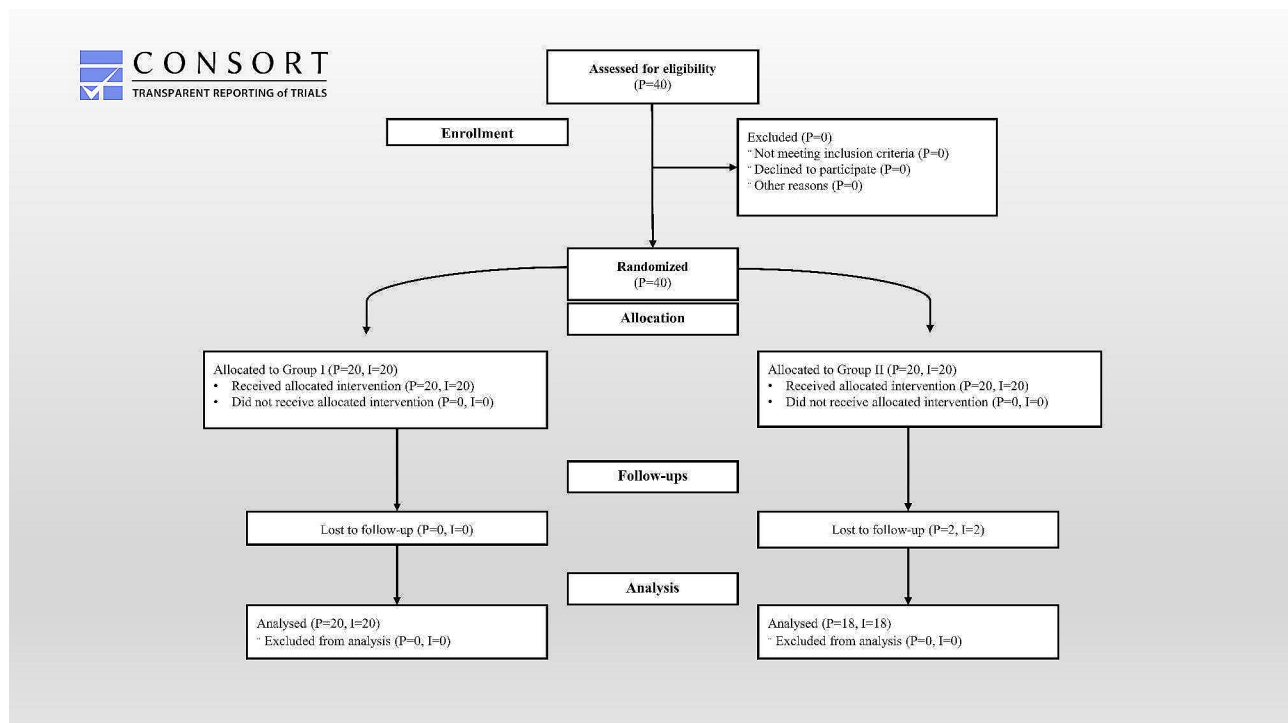 CONSORT
TRANSPARENT REPORTING of TRIALS
Assessed for eligibility
(P=40)
Enrollment
Excluded (P=0)
¨ Not meeting inclusion criteria (P=0)
¨ Declined to participate (P=0)
¨ Other reasons (P=0)
Randomized
(P=40)
Allocation
Allocated to Group I (P=20, I=20)
• Received allocated intervention (P=20, I=20)
• Did not receive allocated intervention (P=0, I=0)
Allocated to Group II (P=20, I=20)
• Received allocated intervention (P=20, I=20)
• Did not receive allocated intervention (P=0, I=0)
Follow-ups
Lost to follow-up (P=0, I=0)
Lost to follow-up (P=2, I=2)
Analysis
Analysed (P=20, I=20)
¨ Excluded from analysis (P=0, I=0)
Analysed (P=18, I=18)
¨ Excluded from analysis (P=0, I=0)